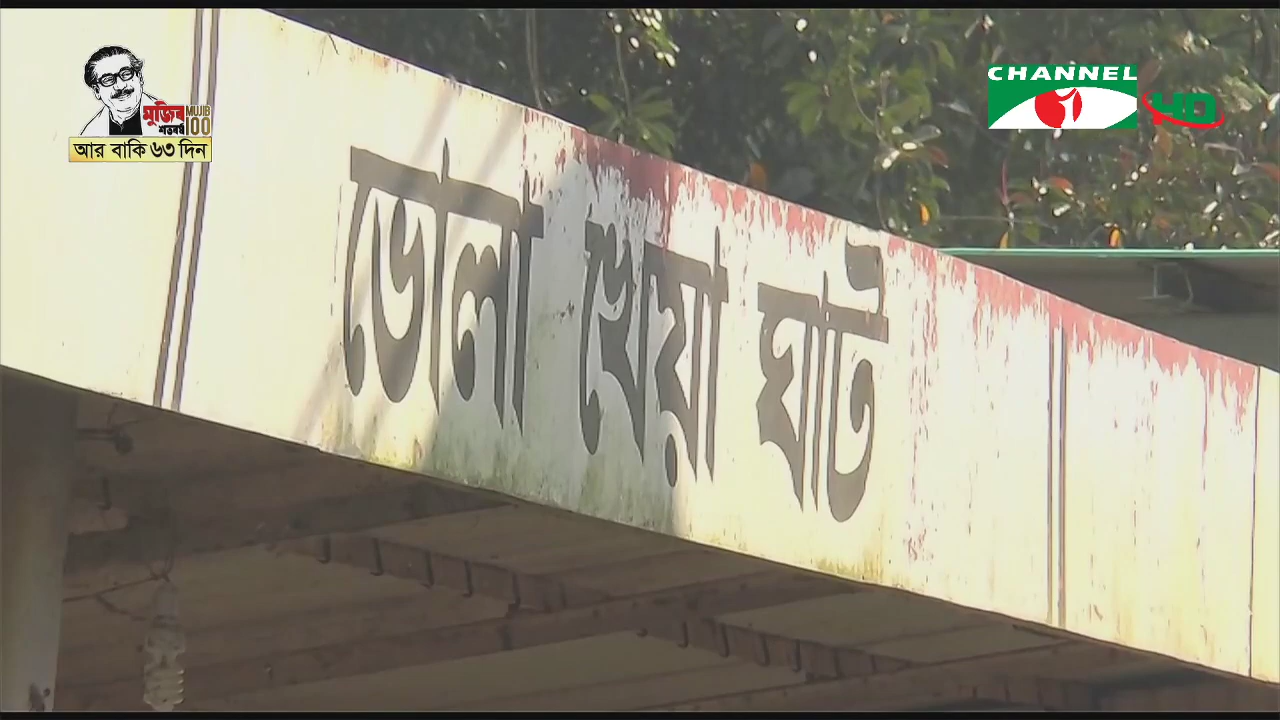 মুজিব
শতবর্ষ
MUJIB
100
আর বাকি ৬৩ দিন
CHANNEL
HD
ভোলা খেয়া ঘাট